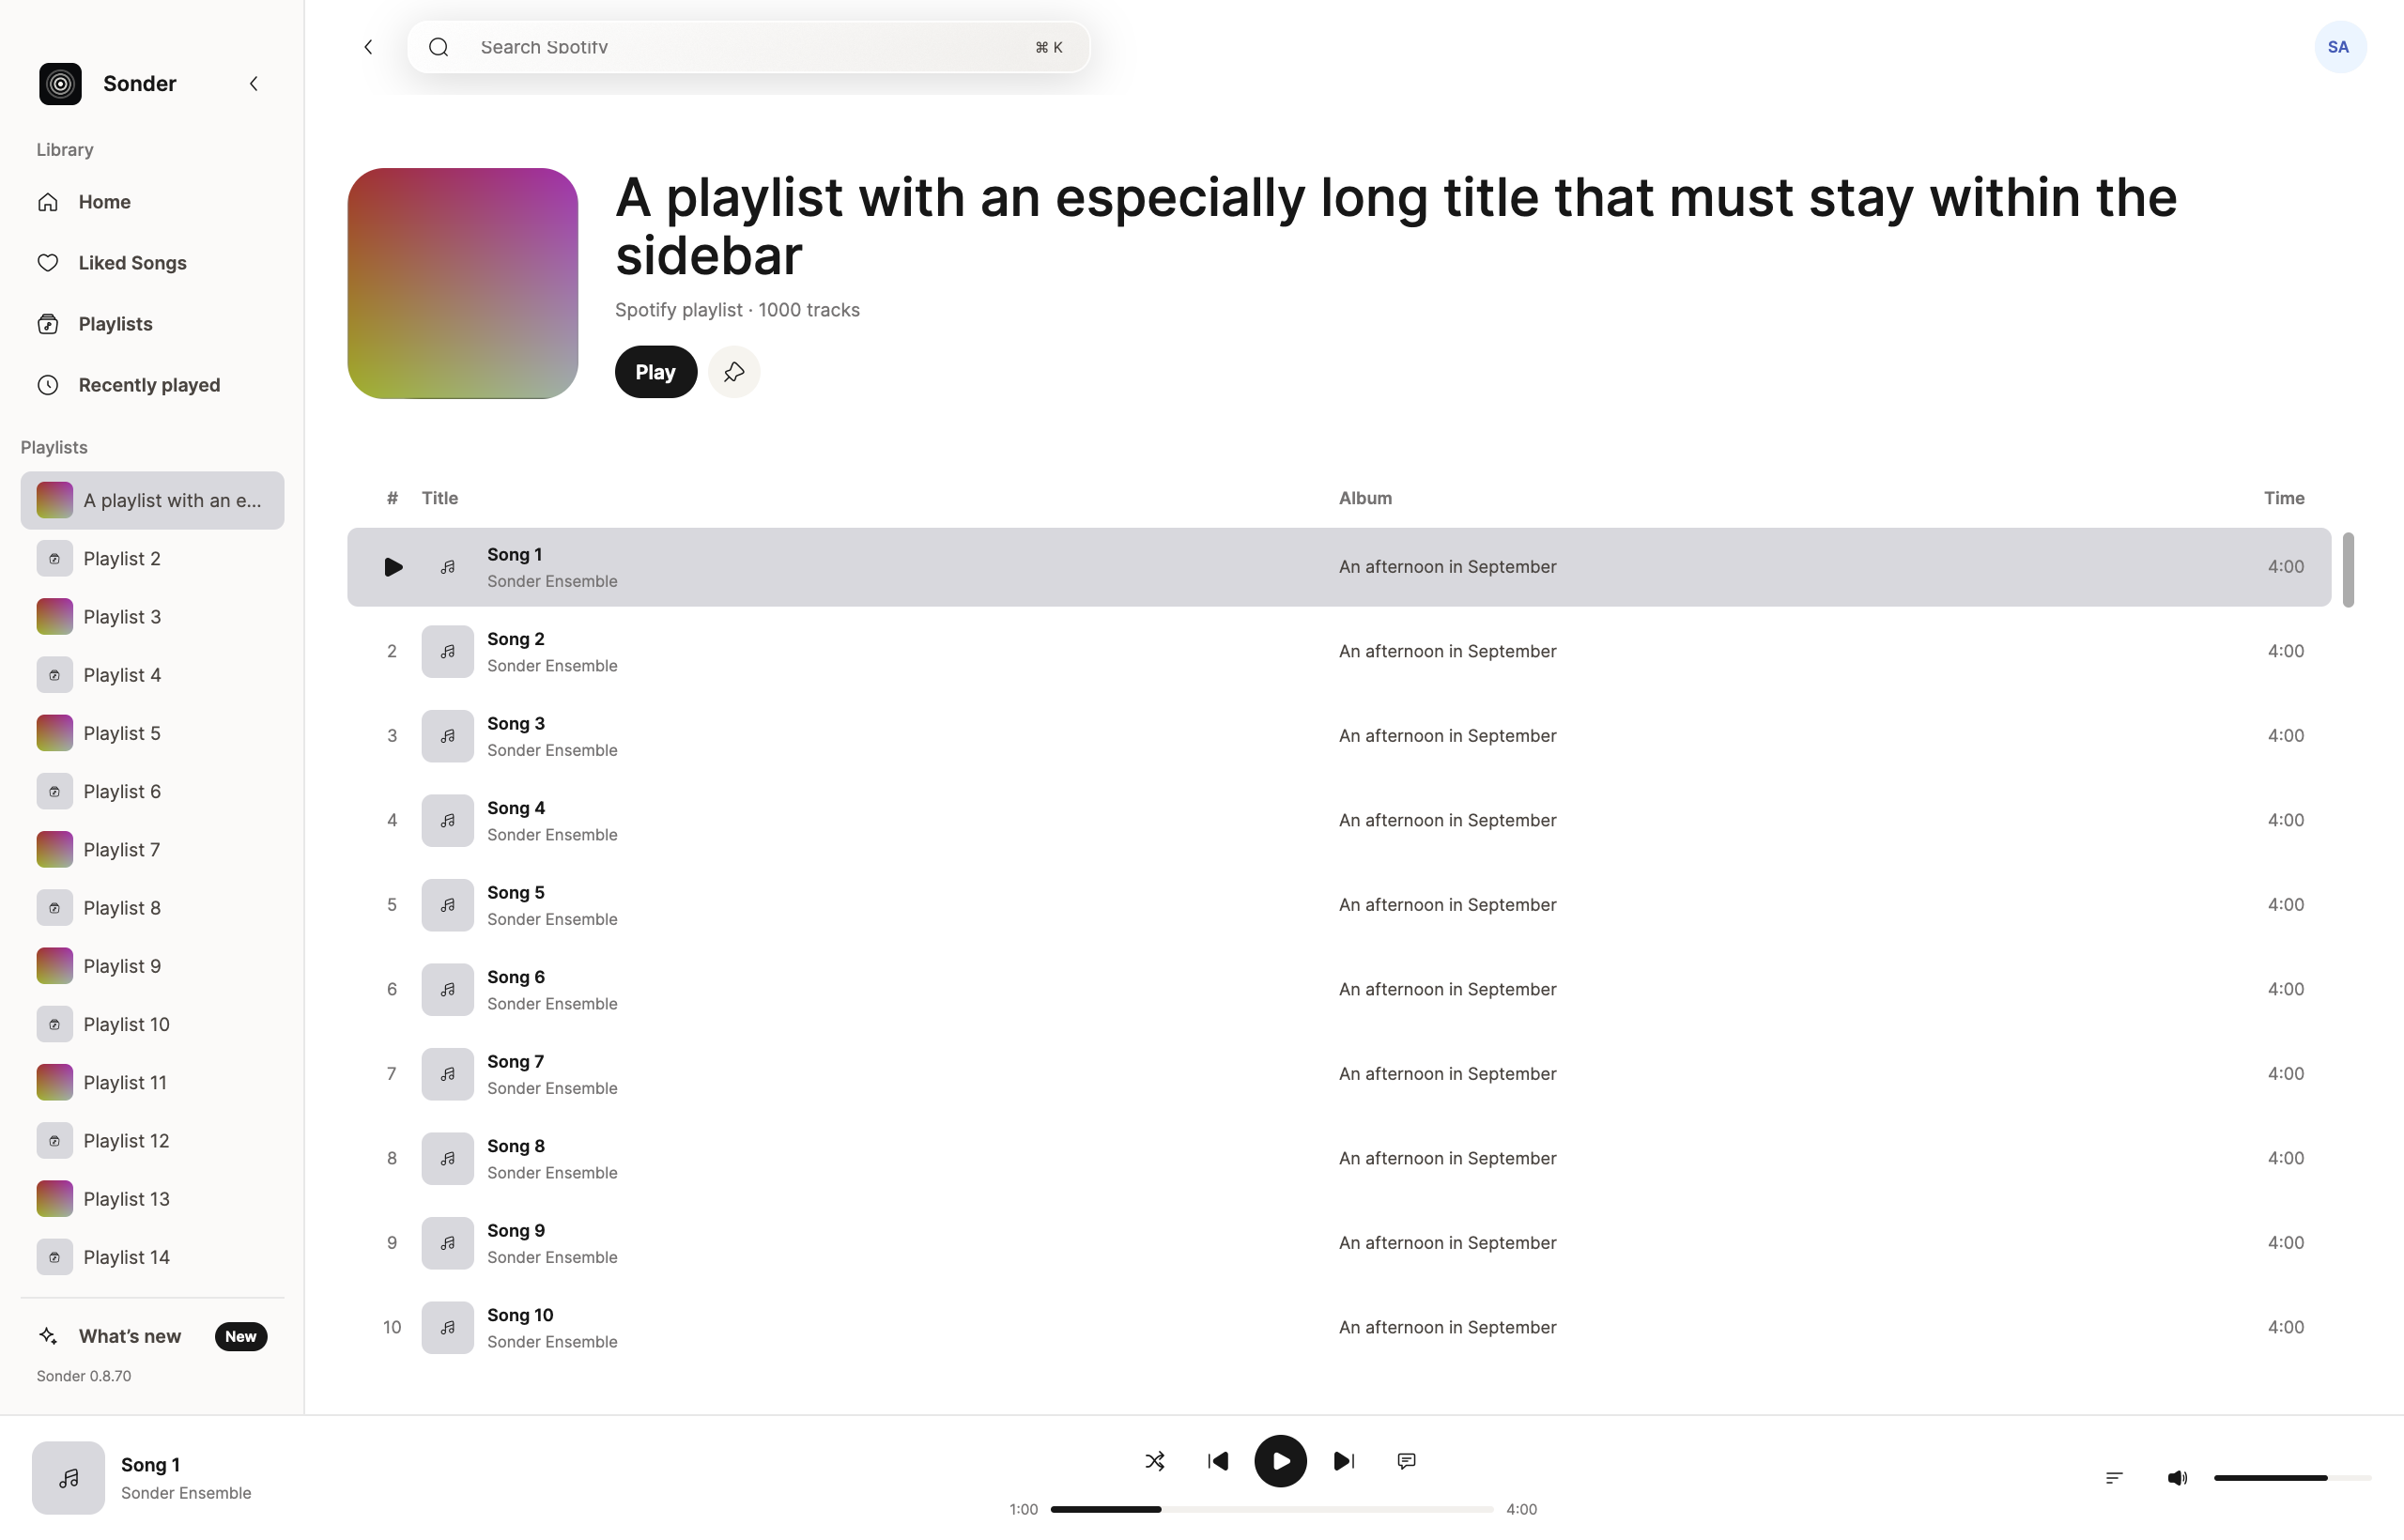 Sonder
Library
Home
Liked Songs
Playlists
Recently played
Playlists
A playlist with an e...
Playlist 2
Playlist 3
Playlist 4
Playlist 5
Playlist 6
Playlist 7
Playlist 8
Playlist 9
Playlist 10
Playlist 11
Playlist 12
Playlist 13
Playlist 14
What’s new New
Sonder 0.8.70
Search Spotify ⌘ K
SA
A playlist with an especially long title that must stay within the
sidebar
Spotify playlist · 1000 tracks
Play
# Title Album Time
Song 1
Sonder Ensemble
An afternoon in September 4:00
2 Song 2
Sonder Ensemble
An afternoon in September 4:00
3 Song 3
Sonder Ensemble
An afternoon in September 4:00
4 Song 4
Sonder Ensemble
An afternoon in September 4:00
5 Song 5
Sonder Ensemble
An afternoon in September 4:00
6 Song 6
Sonder Ensemble
An afternoon in September 4:00
7 Song 7
Sonder Ensemble
An afternoon in September 4:00
8 Song 8
Sonder Ensemble
An afternoon in September 4:00
9 Song 9
Sonder Ensemble
An afternoon in September 4:00
10 Song 10
Sonder Ensemble
An afternoon in September 4:00
Song 1
Sonder Ensemble
1:00 4:00